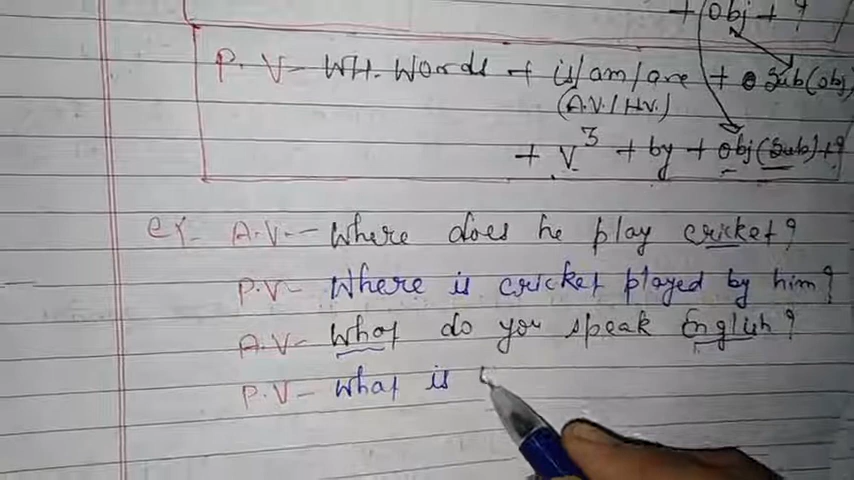 + obj + ?
P.V- WH. Words + is/am/are + Sub(obj)
(A.V./H.V.)
+ V3 + by + obj(Sub)+?
ex- A.V-- Where does he play cricket?
P.V- Where is cricket played by him?
A.V- What do you speak English?
P.V- What is